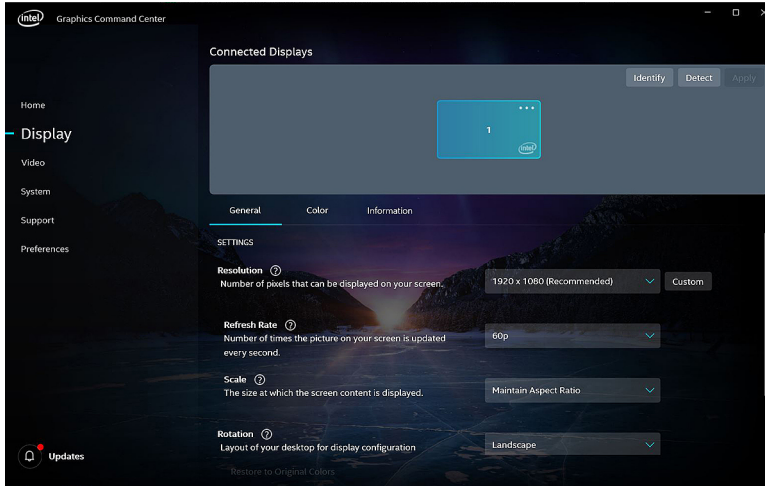 intel
Graphics Command Center
Connected Displays
Identify
Detect
Apply
1
intel
Home
Display
Video
System
Support
Preferences
Updates
General
Color
Information
SETTINGS
Resolution ?
Number of pixels that can be displayed on your screen.
1920 x 1080 (Recommended)
Custom
Refresh Rate ?
Number of times the picture on your screen is updated
every second.
60p
Scale ?
The size at which the screen content is displayed.
Maintain Aspect Ratio
Rotation ?
Layout of your desktop for display configuration
Landscape
Restore to Original Colors